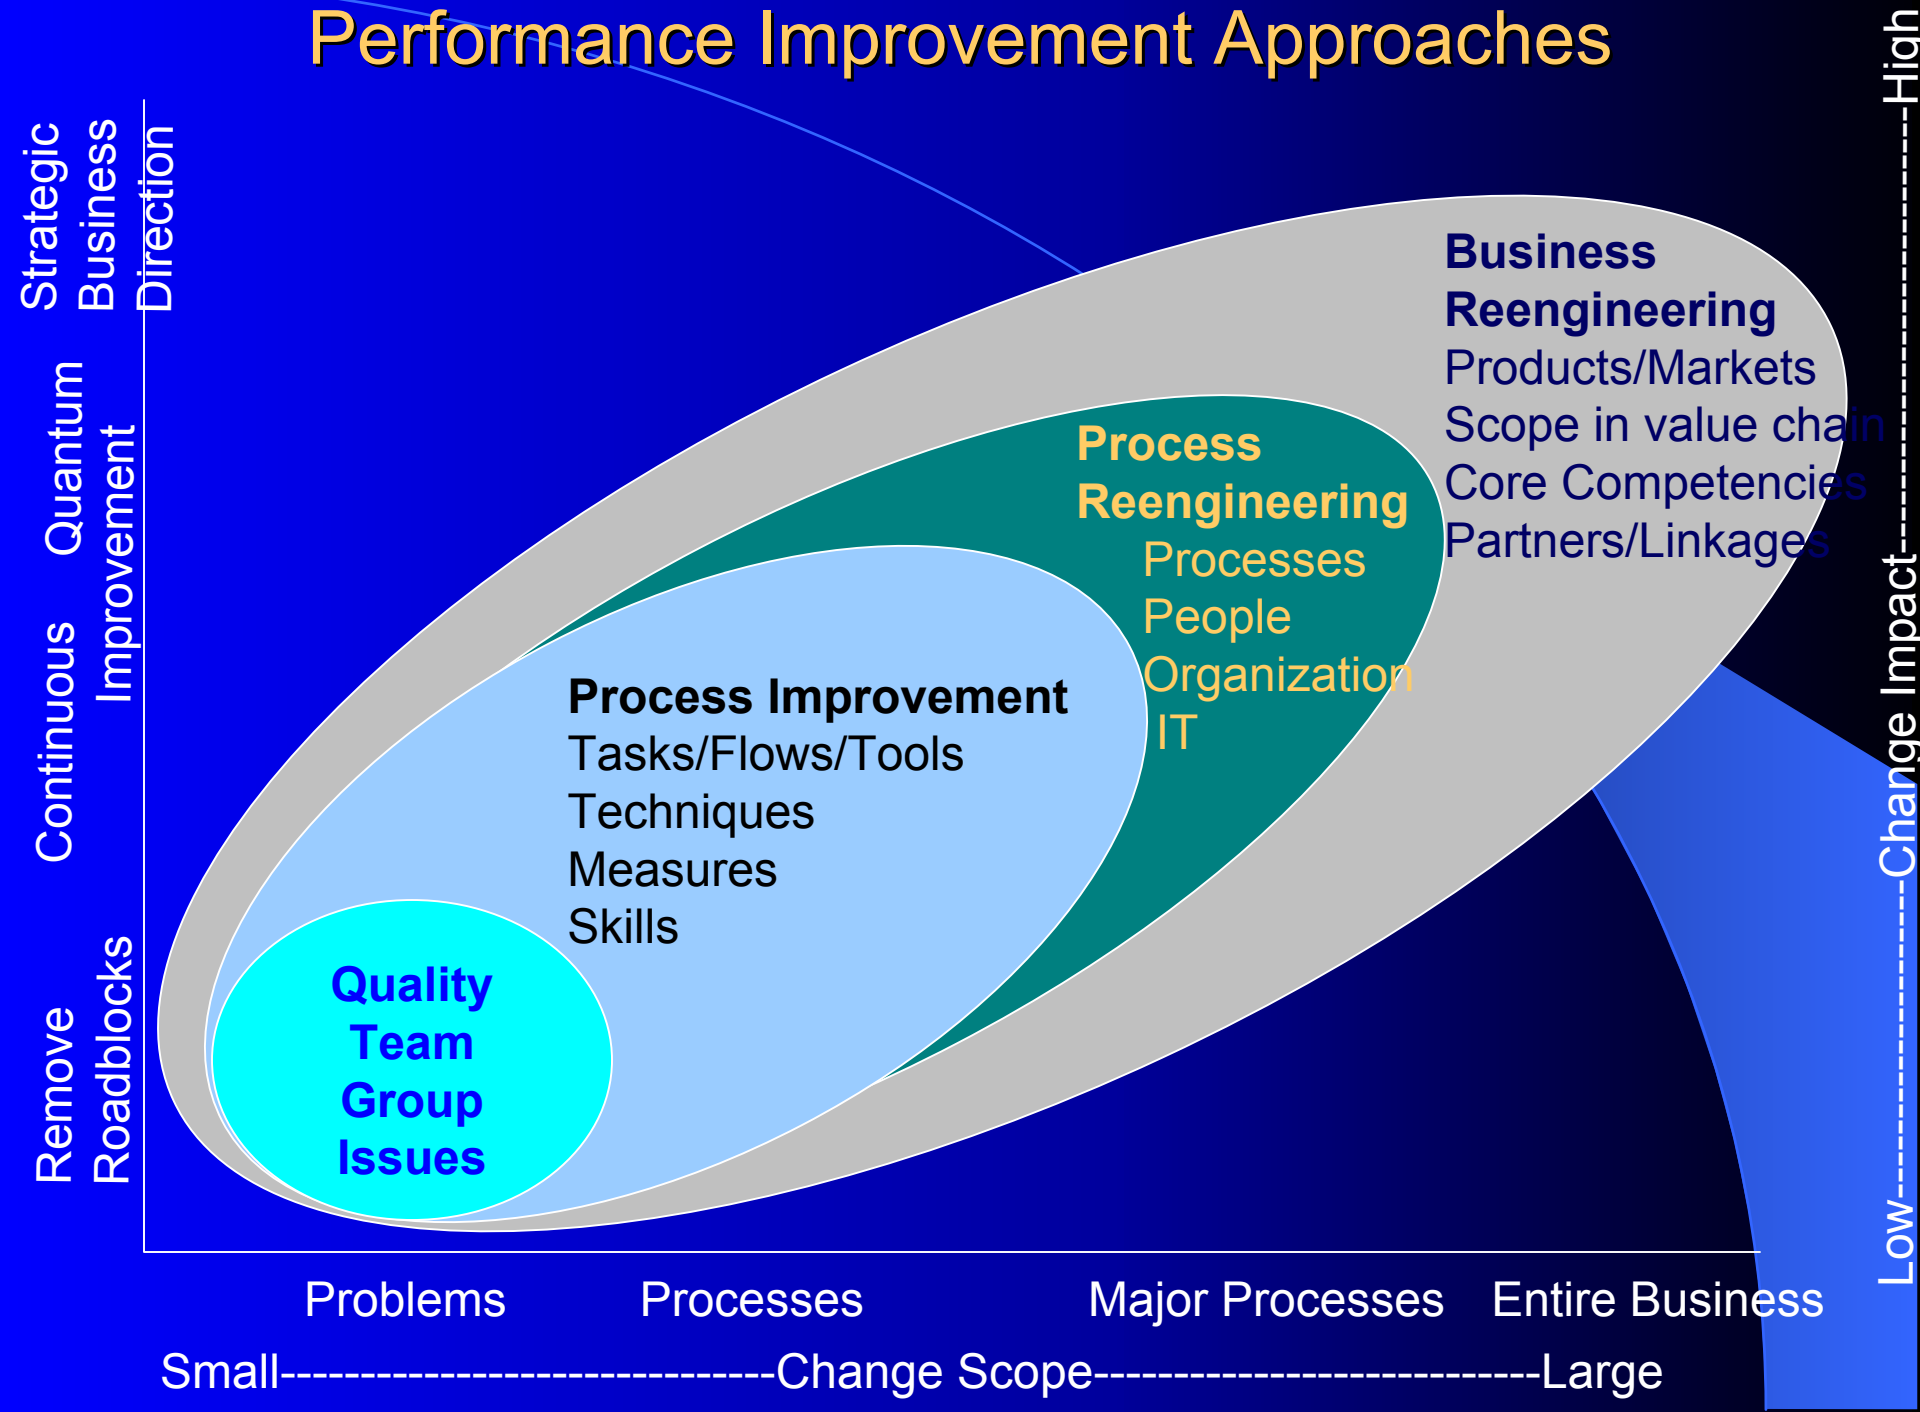 Performance Improvement Approaches
Strategic
Business
Direction
Quantum
Improvement
Continuous
Remove
Roadblocks
Business
Reengineering
Products/Markets
Scope in value chain
Core Competencies
Partners/Linkages
Process
Reengineering
Processes
People
Organization
IT
Process Improvement
Tasks/Flows/Tools
Techniques
Measures
Skills
Quality
Team
Group
Issues
Low-------------------Change Impact---------------------------High
Problems
Processes
Major Processes
Entire Business
Small-------------------------------Change Scope----------------------------Large